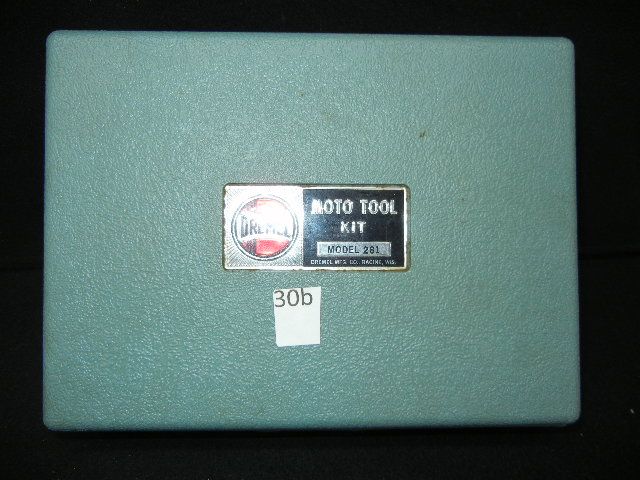 DREMEL
MOTO TOOL
KIT
MODEL 281
DREMEL MFG. CO. RACINE, WIS.
30b